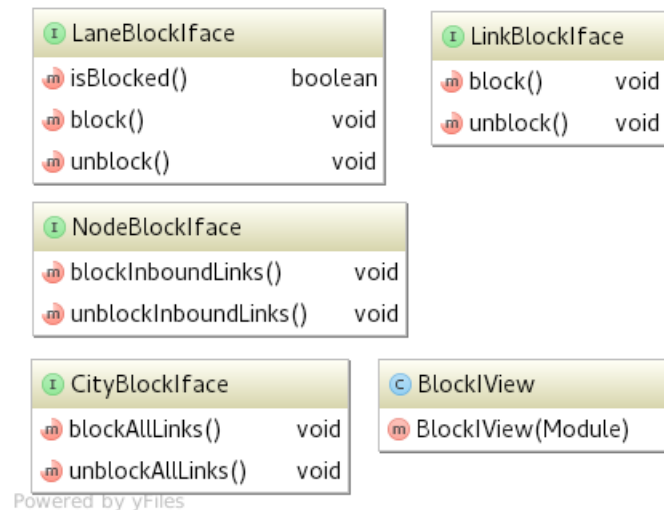 I LaneBlockIface
m isBlocked() boolean
m block() void
m unblock() void
I LinkBlockIface
m block() void
m unblock() void
I NodeBlockIface
m blockInboundLinks() void
m unblockInboundLinks() void
I CityBlockIface
m blockAllLinks() void
m unblockAllLinks() void
C BlockIView
m BlockIView(Module)
Powered by yFiles